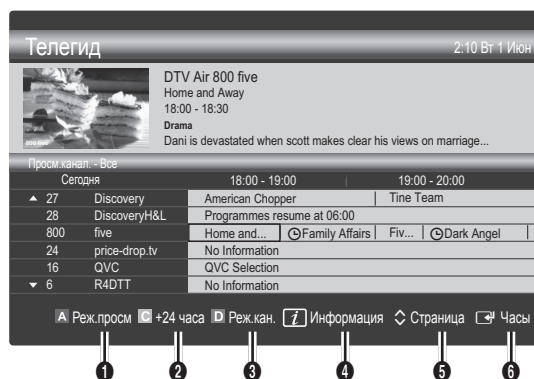 Телегид 2:10 Вт 1 Июн
DTV Air 800 five
Home and Away
18:00 - 18:30
Drama
Dani is devastated when scott makes clear his views on marriage...
800 five
Просм.канал. - Все
Сегодня 18:00 - 19:00 19:00 - 20:00
▲ 27 Discovery American Chopper Tine Team
28 DiscoveryH&L Programmes resume at 06:00
800 five Home and... Family Affairs Fiv... Dark Angel
24 price-drop.tv No Information
16 QVC QVC Selection
▼ 6 R4DTT No Information
A Реж.просм C +24 часа D Реж.кан. i Информация Страница Часы
1 2 3 4 5 6